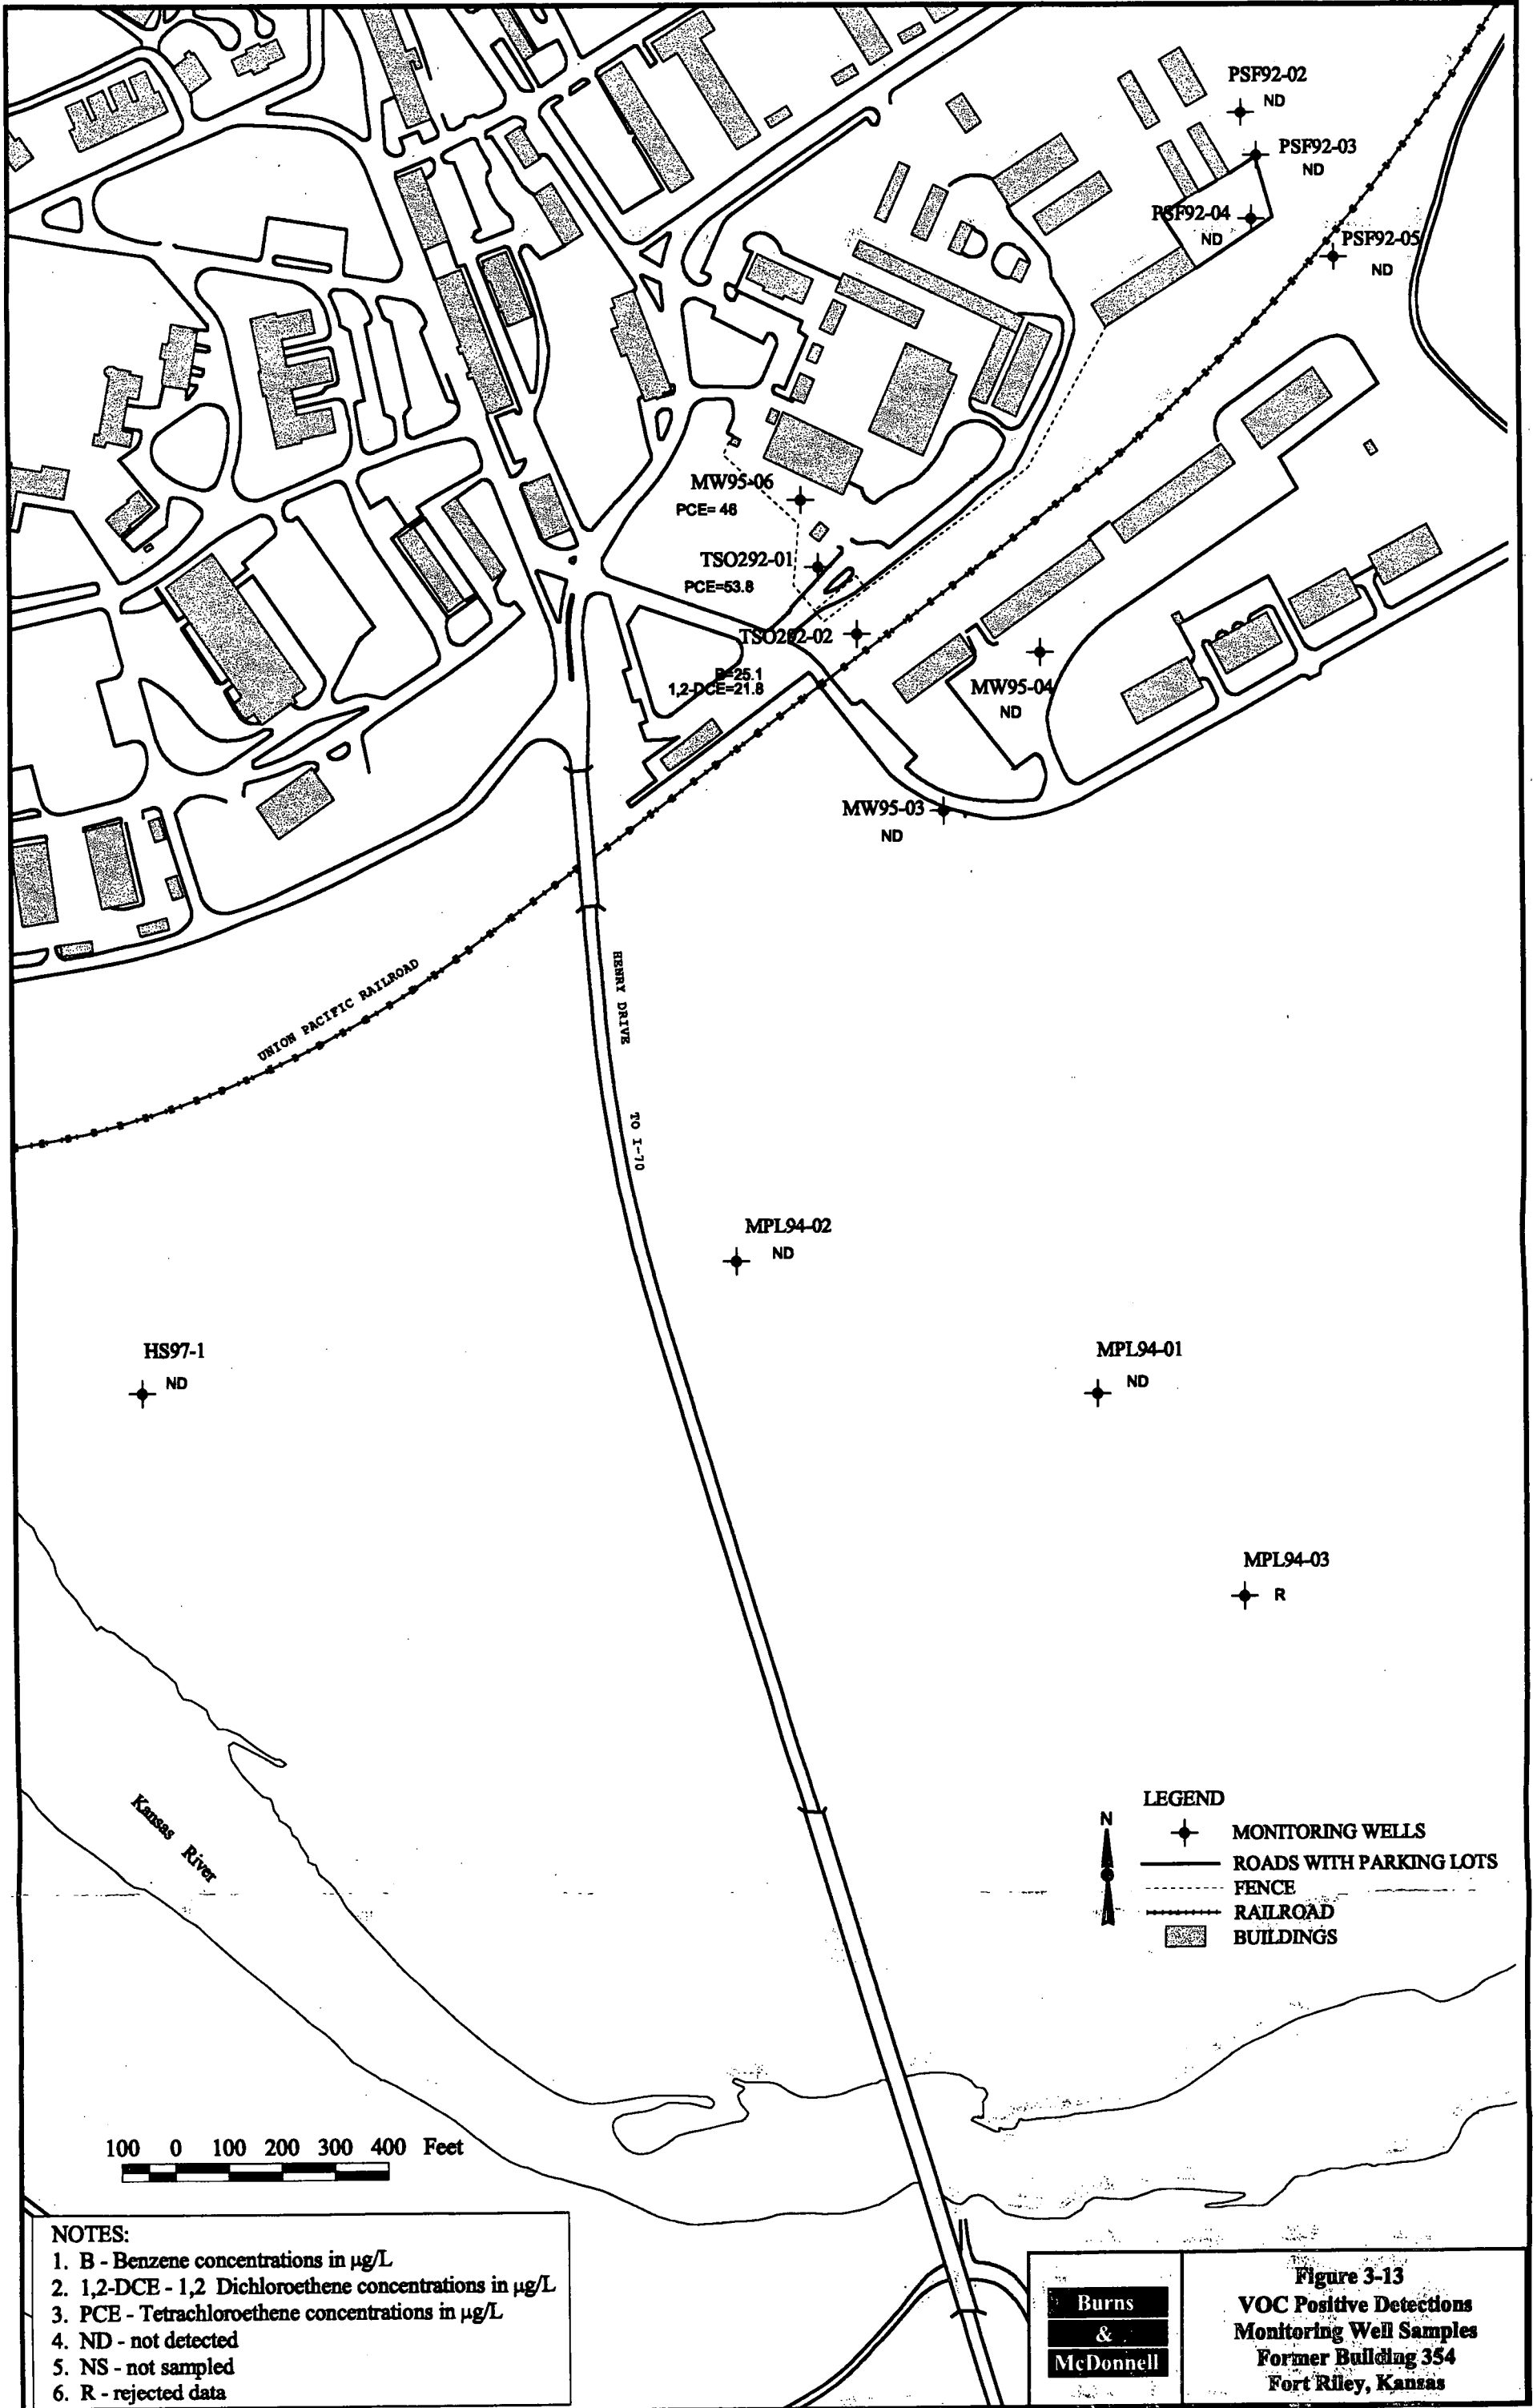 PSF92-02
ND
PSF92-03
ND
PSF92-04
ND
PSF92-05
ND
MW95-06
PCE= 46
TSO292-01
PCE=53.8
TSO292-02
B=25.1
1,2-DCE=21.8
MW95-04
ND
MW95-03
ND
UNION PACIFIC RAILROAD
HENRY DRIVE
TO I-70
MPL94-02
ND
HS97-1
ND
MPL94-01
ND
MPL94-03
R
Kansas River
LEGEND
N
MONITORING WELLS
ROADS WITH PARKING LOTS
FENCE
RAILROAD
BUILDINGS
100 0 100 200 300 400 Feet
NOTES:
1. B - Benzene concentrations in µg/L
2. 1,2-DCE - 1,2 Dichloroethene concentrations in µg/L
3. PCE - Tetrachloroethene concentrations in µg/L
4. ND - not detected
5. NS - not sampled
6. R - rejected data
Burns
&
McDonnell
Figure 3-13
VOC Positive Detections
Monitoring Well Samples
Former Building 354
Fort Riley, Kansas